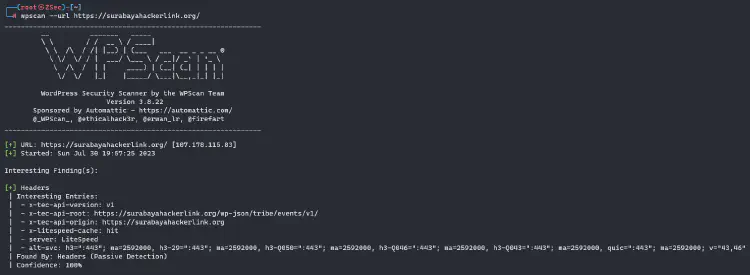 ┌──(root㉿ZSec)-[~]
└─# wpscan --url https://surabayahackerlink.org/
WPScan ®
WordPress Security Scanner by the WPScan Team
Version 3.8.22
Sponsored by Automattic - https://automattic.com/
@_WPScan_, @ethicalhack3r, @erwan_lr, @firefart
[+] URL: https://surabayahackerlink.org/ [107.178.115.83]
[+] Started: Sun Jul 30 19:57:25 2023
Interesting Finding(s):
[+] Headers
| Interesting Entries:
|  - x-tec-api-version: v1
|  - x-tec-api-root: https://surabayahackerlink.org/wp-json/tribe/events/v1/
|  - x-tec-api-origin: https://surabayahackerlink.org
|  - x-litespeed-cache: hit
|  - server: LiteSpeed
|  - alt-svc: h3=":443"; ma=2592000, h3-29=":443"; ma=2592000, h3-Q050=":443"; ma=2592000, h3-Q046=":443"; ma=2592000, h3-Q043=":443"; ma=2592000, quic=":443"; ma=2592000; v="43,46"
| Found By: Headers (Passive Detection)
| Confidence: 100%